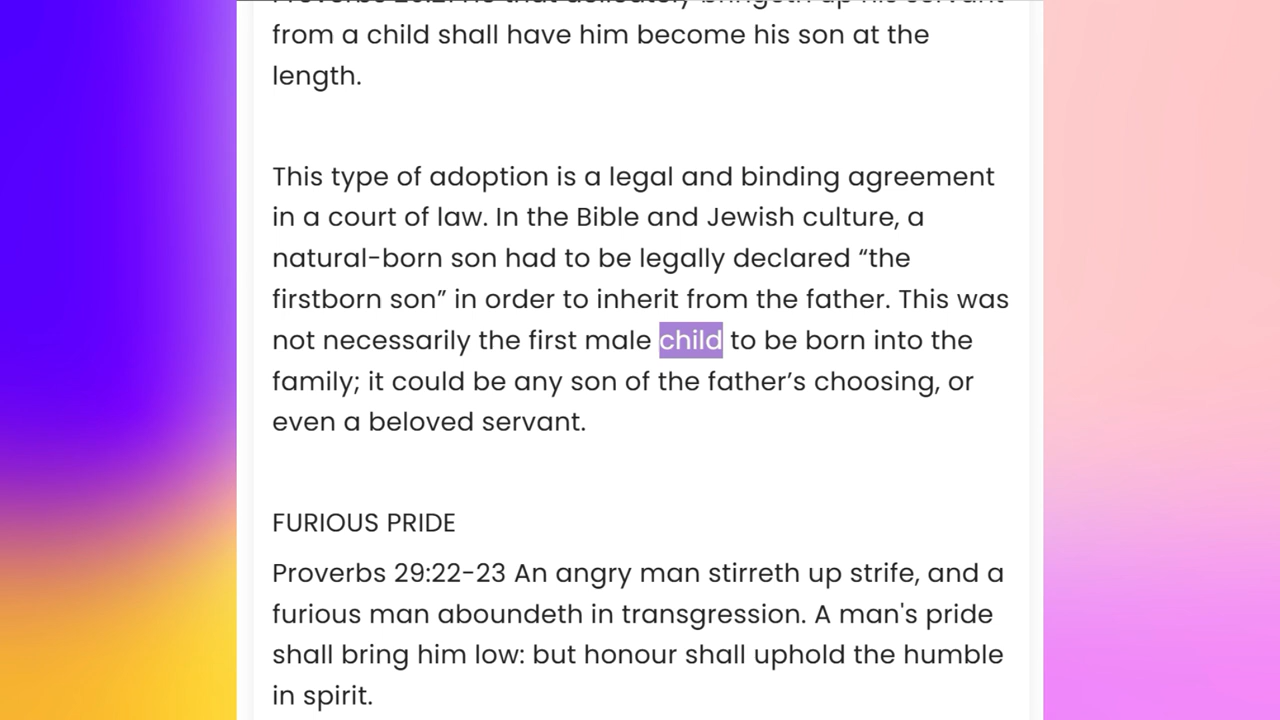 from a child shall have him become his son at the
length.
This type of adoption is a legal and binding agreement
in a court of law. In the Bible and Jewish culture, a
natural-born son had to be legally declared “the
firstborn son” in order to inherit from the father. This was
not necessarily the first male child to be born into the
family; it could be any son of the father’s choosing, or
even a beloved servant.
FURIOUS PRIDE
Proverbs 29:22-23 An angry man stirreth up strife, and a
furious man aboundeth in transgression. A man's pride
shall bring him low: but honour shall uphold the humble
in spirit.